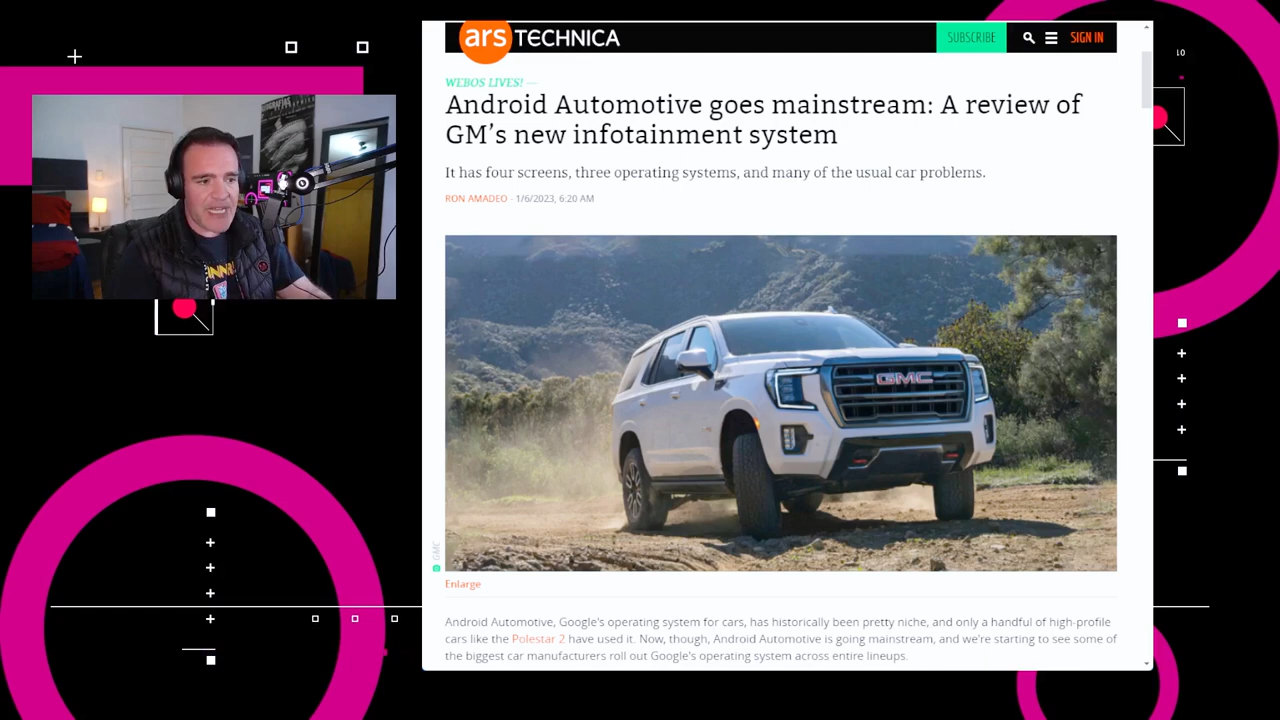 ars TECHNICA
SUBSCRIBE
SIGN IN
WEBOS LIVES! —
Android Automotive goes mainstream: A review of
GM’s new infotainment system
It has four screens, three operating systems, and many of the usual car problems.
RON AMADEO - 1/6/2023, 6:20 AM
GMC
GMC
Enlarge
Android Automotive, Google's operating system for cars, has historically been pretty niche, and only a handful of high-profile
cars like the Polestar 2 have used it. Now, though, Android Automotive is going mainstream, and we're starting to see some of
the biggest car manufacturers roll out Google's operating system across entire lineups.
10